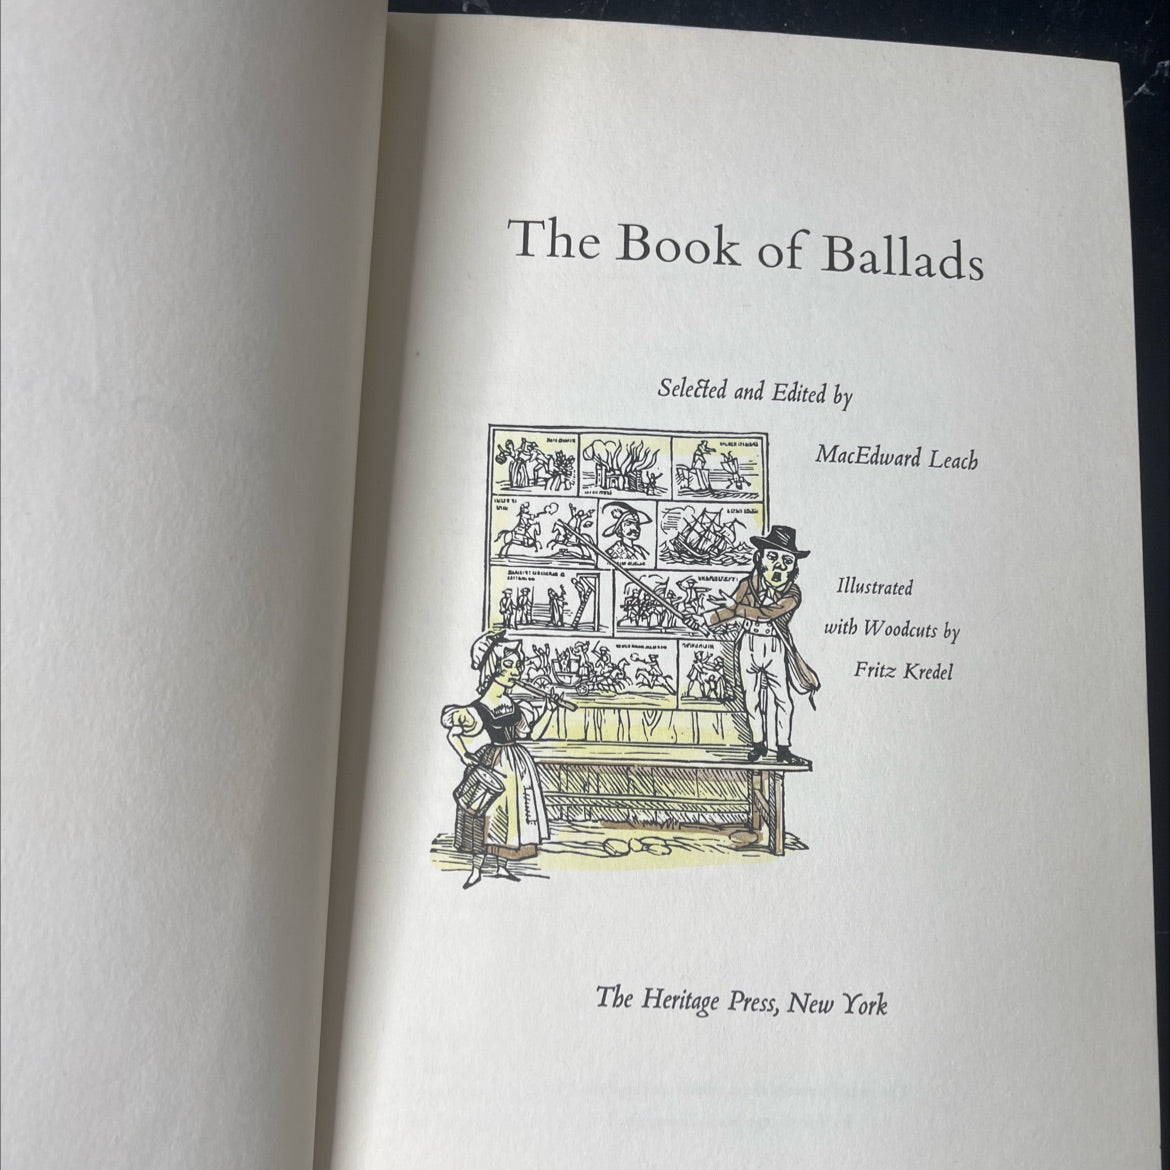 The Book of Ballads
Selected and Edited by
MacEdward Leach
Illustrated
with Woodcuts by
Fritz Kredel
The Heritage Press, New York